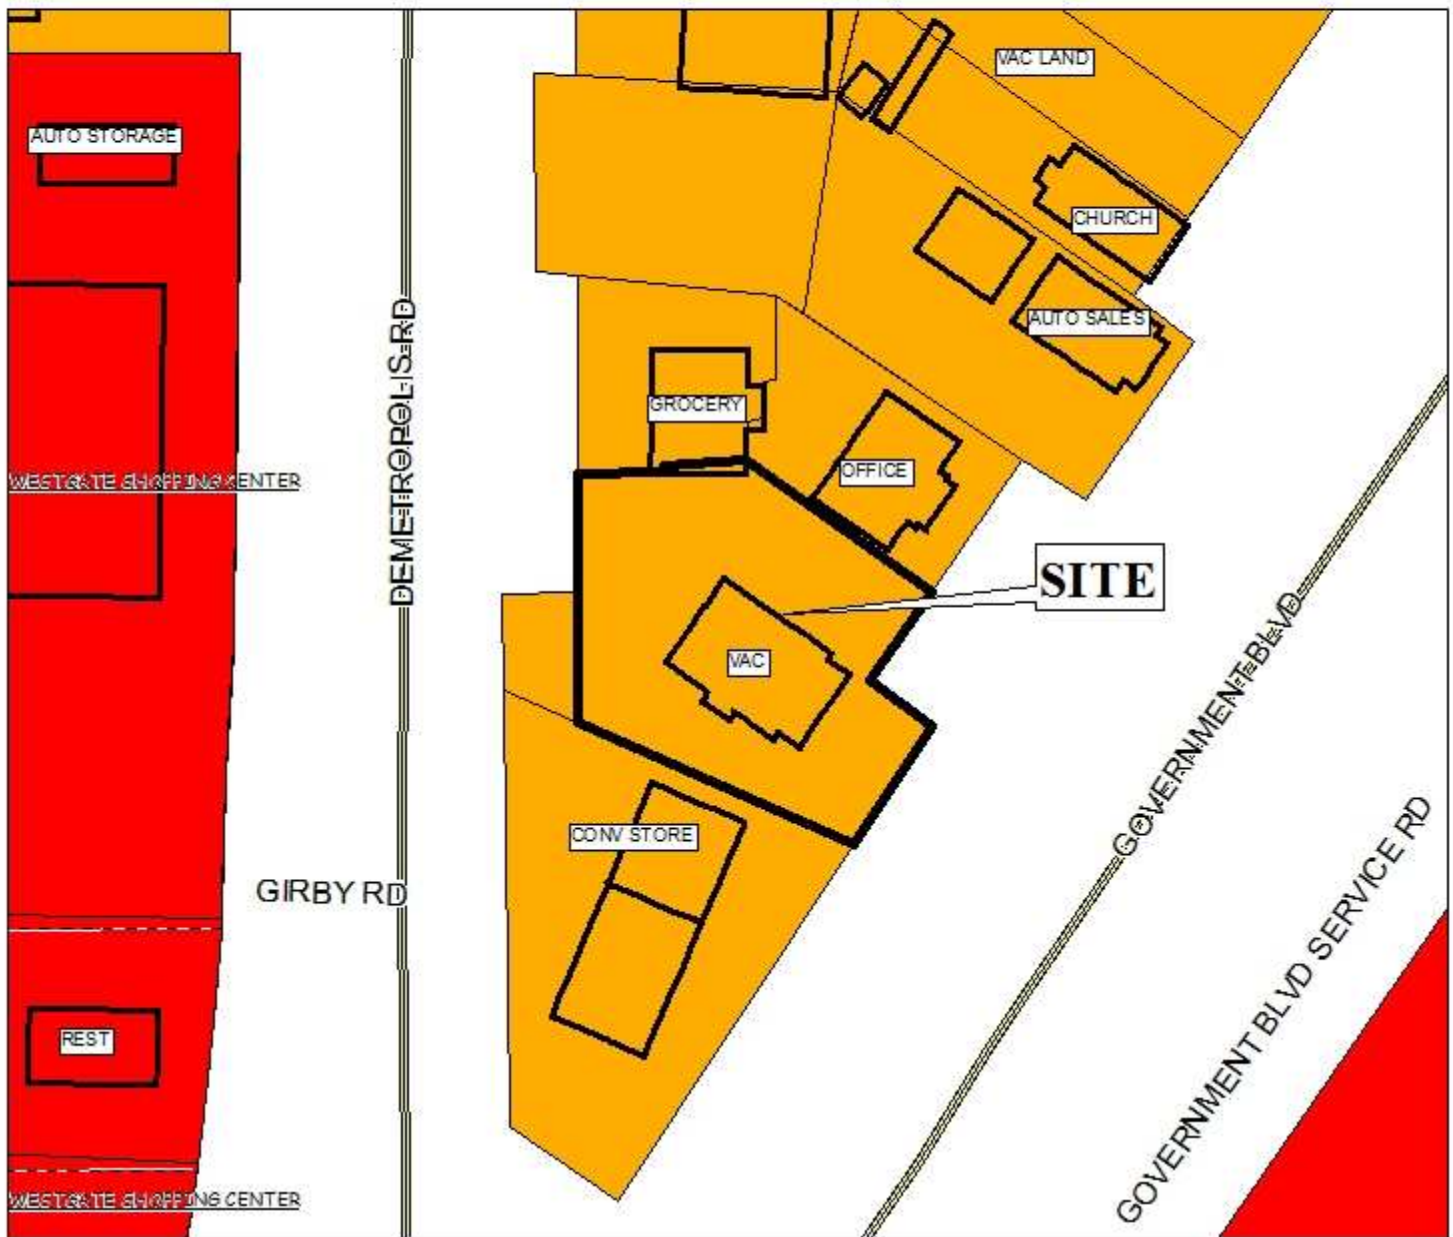 VAC LAND
AUTO STORAGE
CHURCH
AUTO SALES
DEMETROPOLIS RD
GROCERY
OFFICE
WESTGATE SHOPPING CENTER
SITE
GOVERNMENT BLVD
VAC
CONV STORE
GIRBY RD
GOVERNMENT BLVD SERVICE RD
REST
WESTGATE SHOPPING CENTER